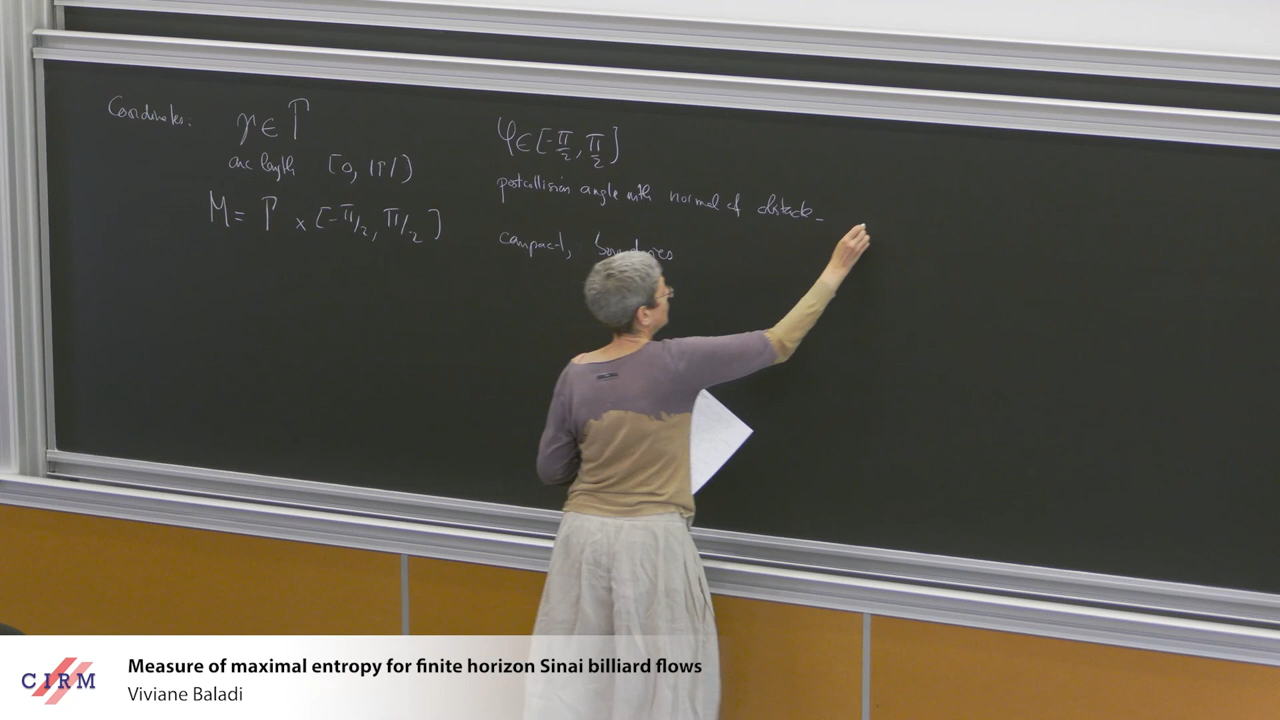 Coordinates: r ∈ Γ φ ∈ [-π/2, π/2]
arc length [0, |Γ|)
postcollision angle with normal of obstacle
M = Γ × [-π/2, π/2]
compact, boundaries
CIRM
Measure of maximal entropy for finite horizon Sinai billiard flows
Viviane Baladi